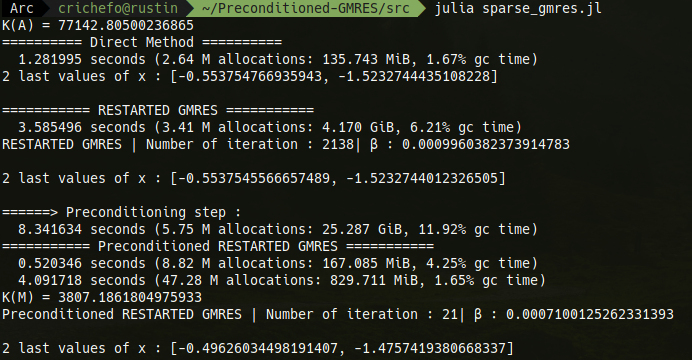 Arc crichefo@rustin ~/Preconditioned-GMRES/src julia sparse_gmres.jl
K(A) = 77142.80500236865
========== Direct Method ==========
1.281995 seconds (2.64 M allocations: 135.743 MiB, 1.67% gc time)
2 last values of x : [-0.553754766935943, -1.5232744435108228]
=========== RESTARTED GMRES ===========
3.585496 seconds (3.41 M allocations: 4.170 GiB, 6.21% gc time)
RESTARTED GMRES | Number of iteration : 2138| β : 0.0009960382373914783
2 last values of x : [-0.5537545566657489, -1.5232744012326505]
======> Preconditioning step :
8.341634 seconds (5.75 M allocations: 25.287 GiB, 11.92% gc time)
=========== Preconditioned RESTARTED GMRES ===========
0.520346 seconds (8.82 M allocations: 167.085 MiB, 4.25% gc time)
4.091718 seconds (47.28 M allocations: 829.711 MiB, 1.65% gc time)
K(M) = 3807.1861804975933
Preconditioned RESTARTED GMRES | Number of iteration : 21| β : 0.0007100125262331393
2 last values of x : [-0.49626034498191407, -1.4757419380668337]